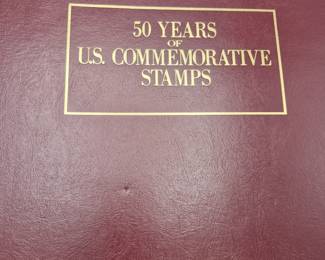 50 YEARS
OF
U.S. COMMEMORATIVE
STAMPS